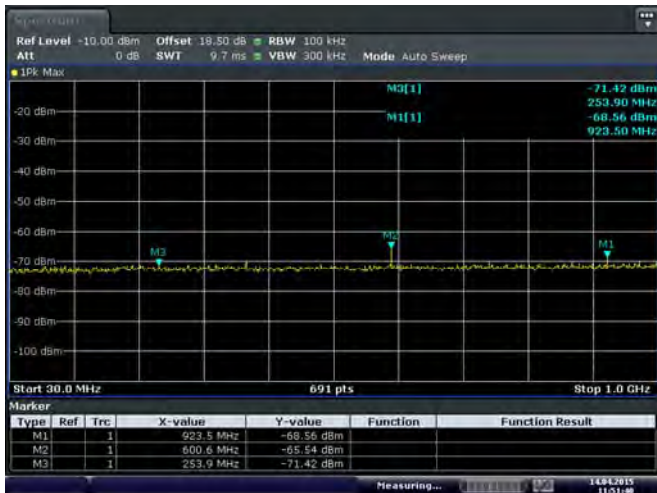 Spectrum
Ref Level -10.00 dBm Offset 18.50 dB RBW 100 kHz
Att 0 dB SWT 9.7 ms VBW 300 kHz Mode Auto Sweep
1Pk Max
M3[1] -71.42 dBm
253.90 MHz
-20 dBm
M1[1] -68.56 dBm
923.50 MHz
-30 dBm
-40 dBm
-50 dBm
-60 dBm
M2
M3
M1
-70 dBm
-80 dBm
-90 dBm
-100 dBm
Start 30.0 MHz 691 pts Stop 1.0 GHz
Marker
Type Ref Trc X-value Y-value Function Function Result
M1 1 923.5 MHz -68.56 dBm
M2 1 600.6 MHz -65.54 dBm
M3 1 253.9 MHz -71.42 dBm
Measuring... 14.04.2015
11:51:40